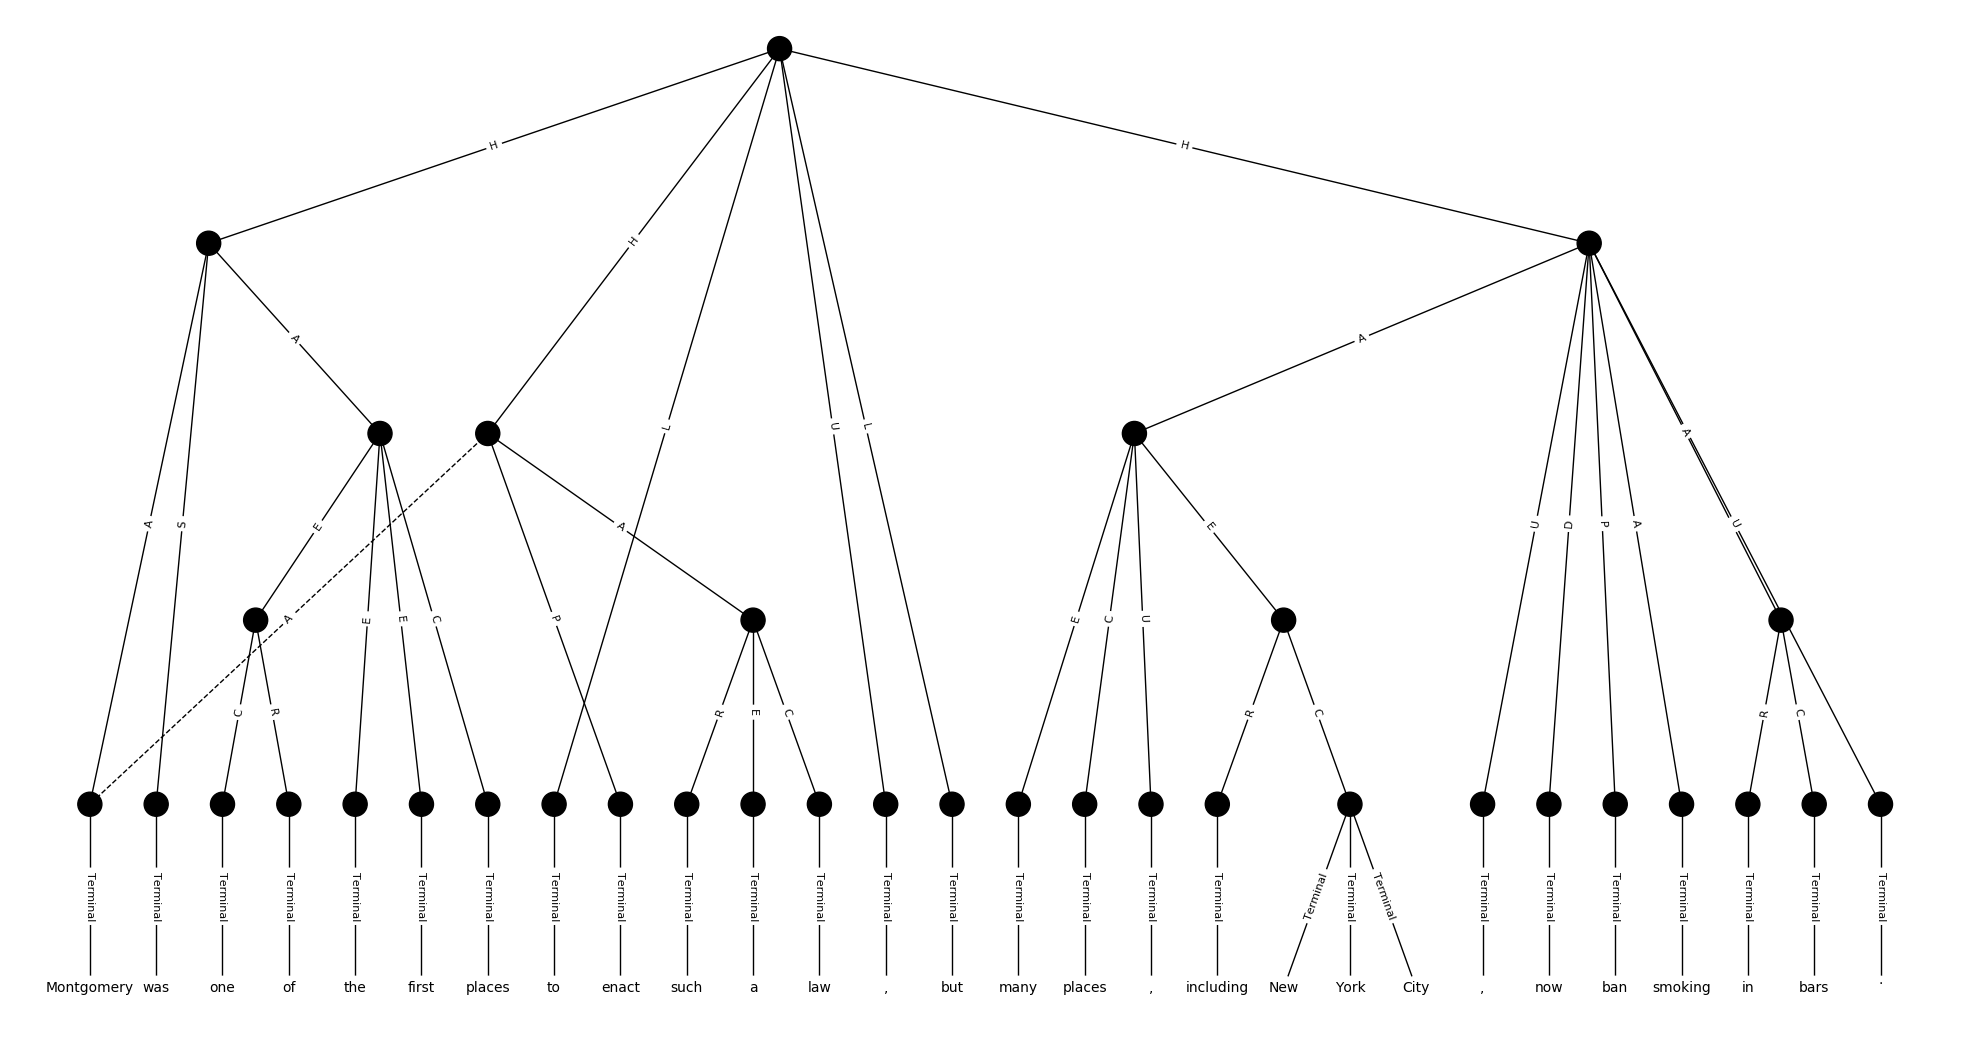 H H H
A A L U L A A
A S E A E U D P A U
A E E C P E C U
C R R E C R C R C
Terminal Terminal Terminal Terminal Terminal Terminal Terminal Terminal Terminal Terminal Terminal Terminal Terminal Terminal Terminal Terminal Terminal Terminal Terminal Terminal Terminal Terminal Terminal Terminal Terminal Terminal Terminal Terminal
Montgomery was one of the first places to enact such a law , but many places , including New York City , now ban smoking in bars .